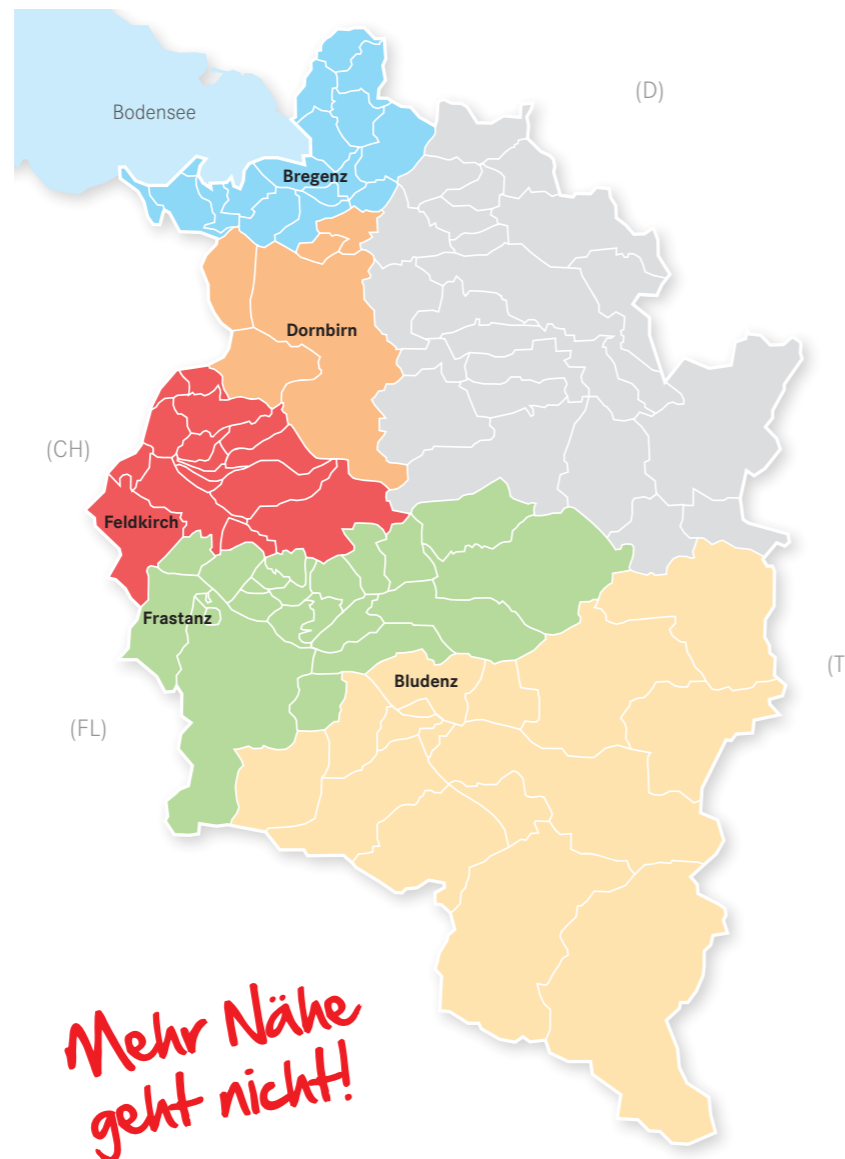 (D)
Bodensee
Bregenz
Dornbirn
(CH)
Feldkirch
Frastanz
(T
Bludenz
(FL)
Mehr Nähe
geht nicht!